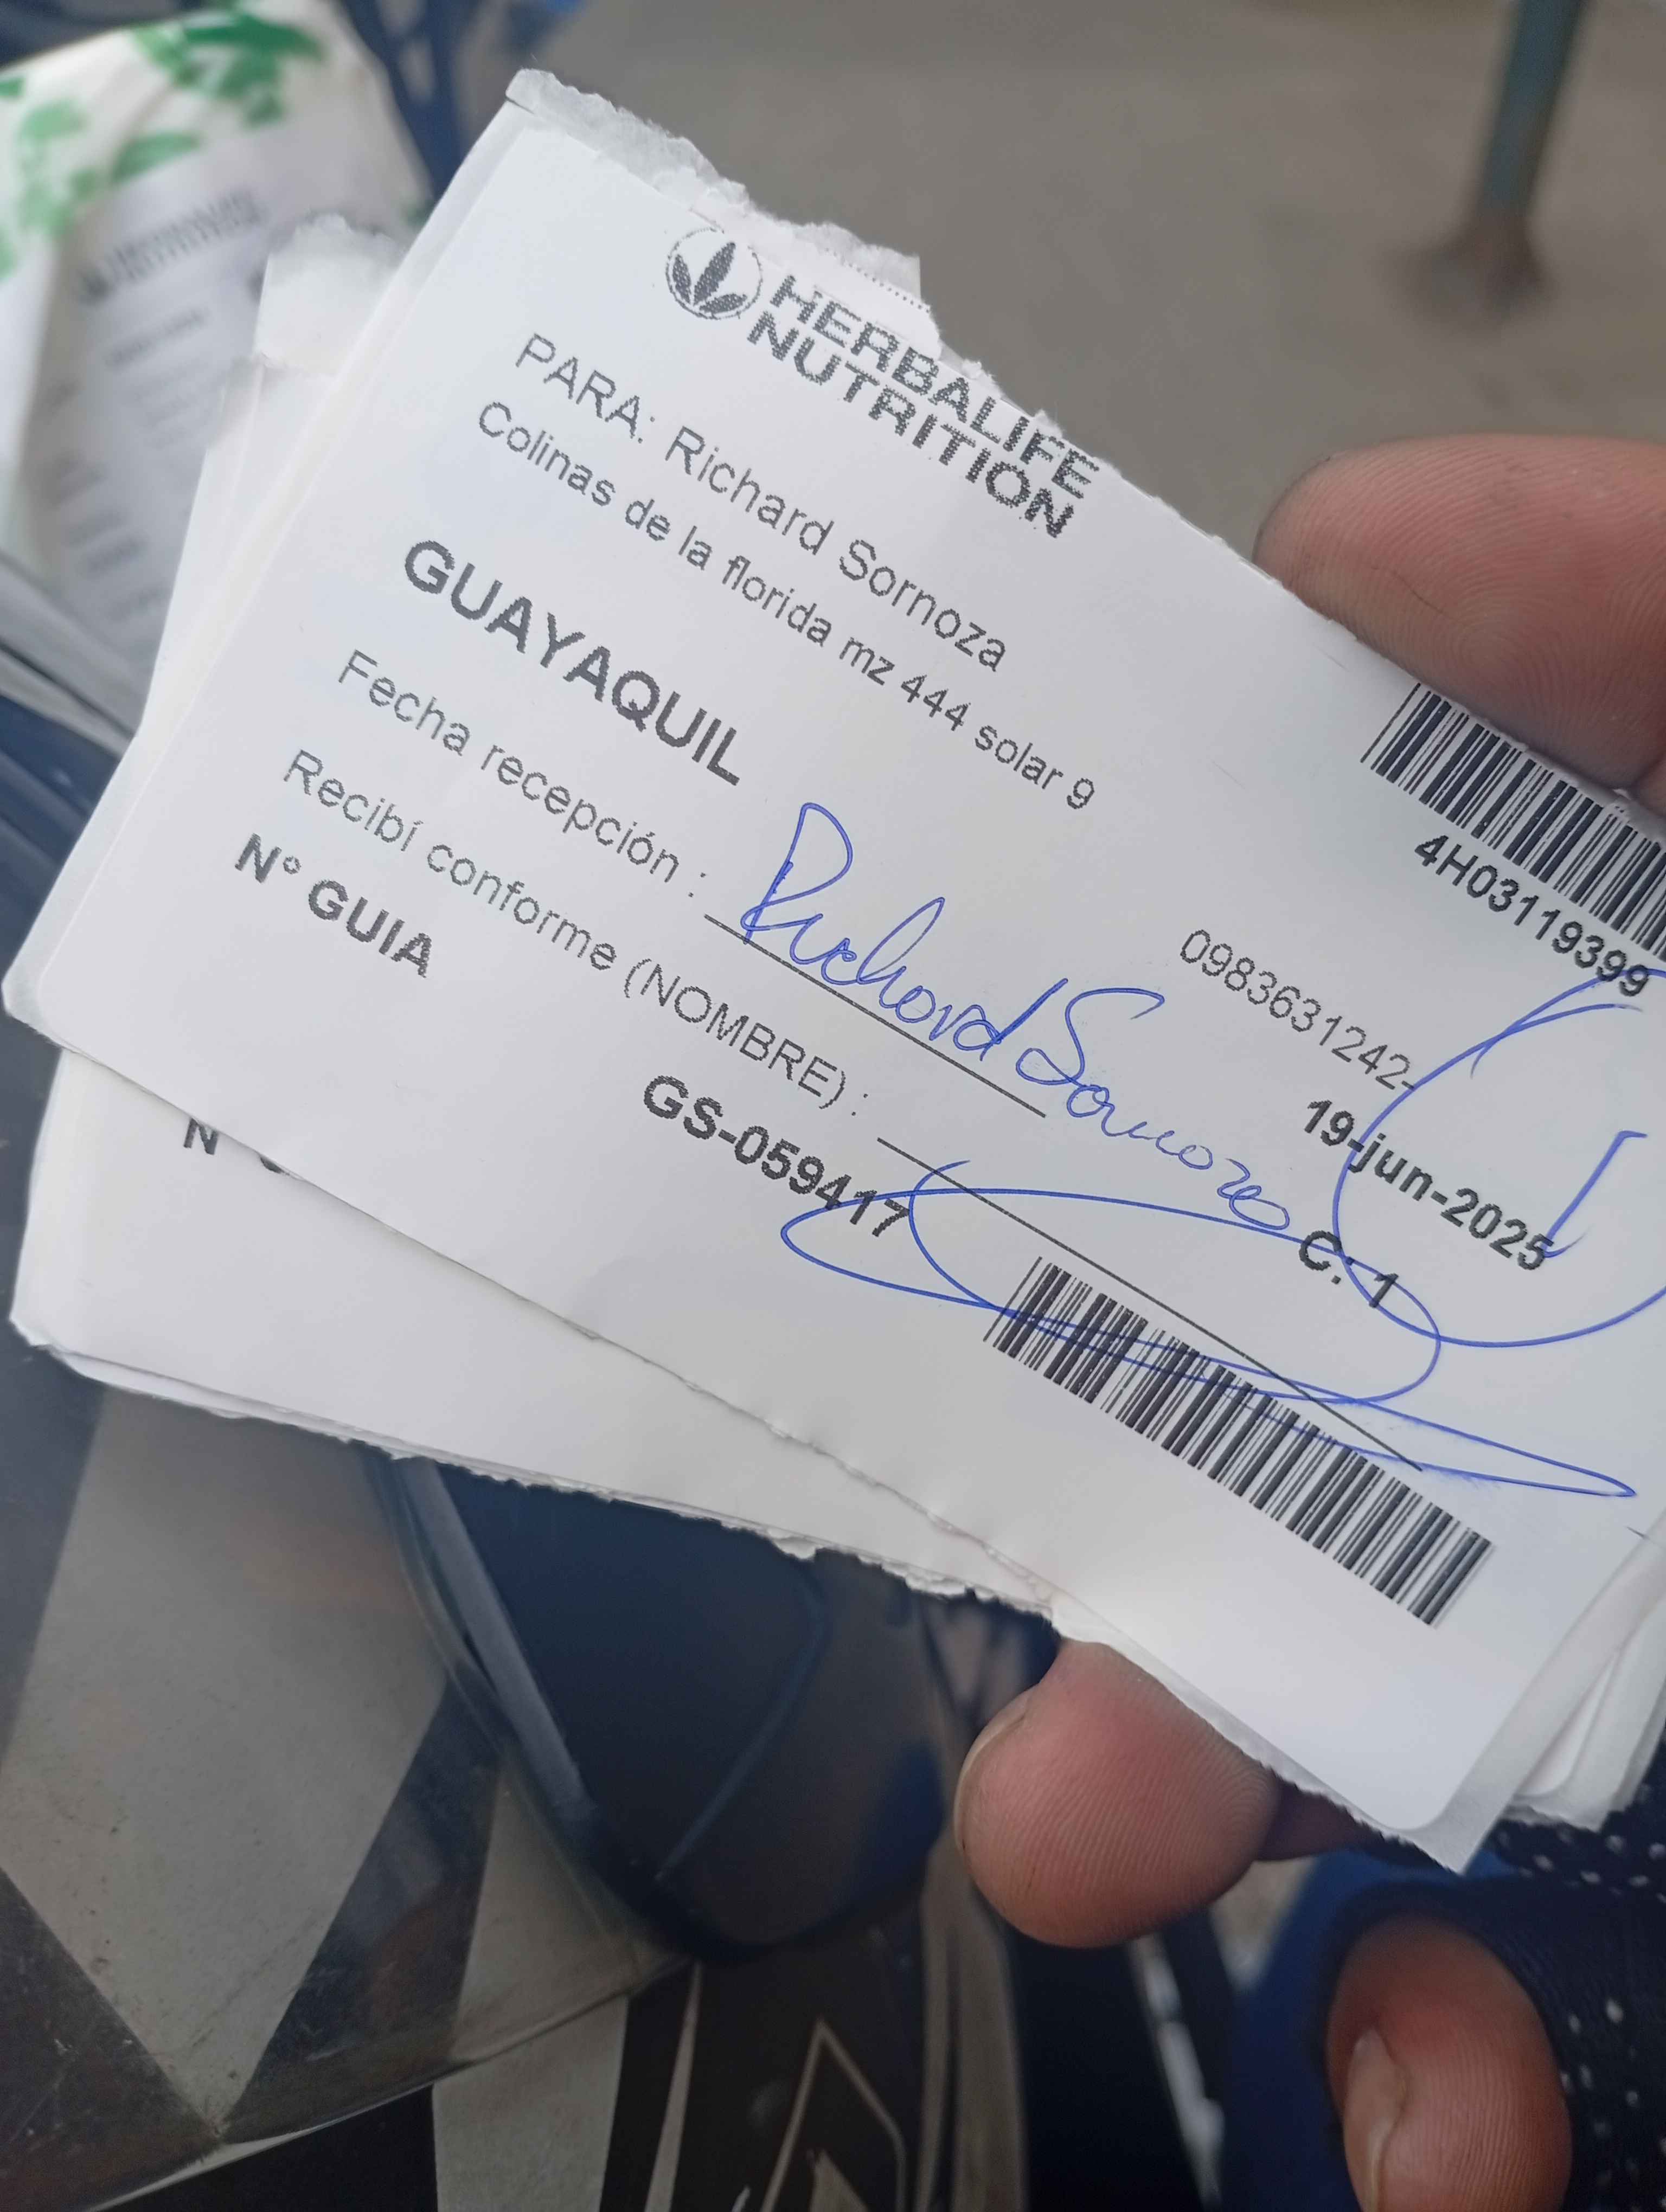 HERBALIFE
NUTRITION
PARA: Richard Sornoza
Colinas de la florida mz 444 solar 9
GUAYAQUIL
4H03119399
0983631242-
Fecha recepción : Richard Sornoza
19-jun-2025
Recibí conforme (NOMBRE) :
C: 1
N° GUIA
GS-059417
N°